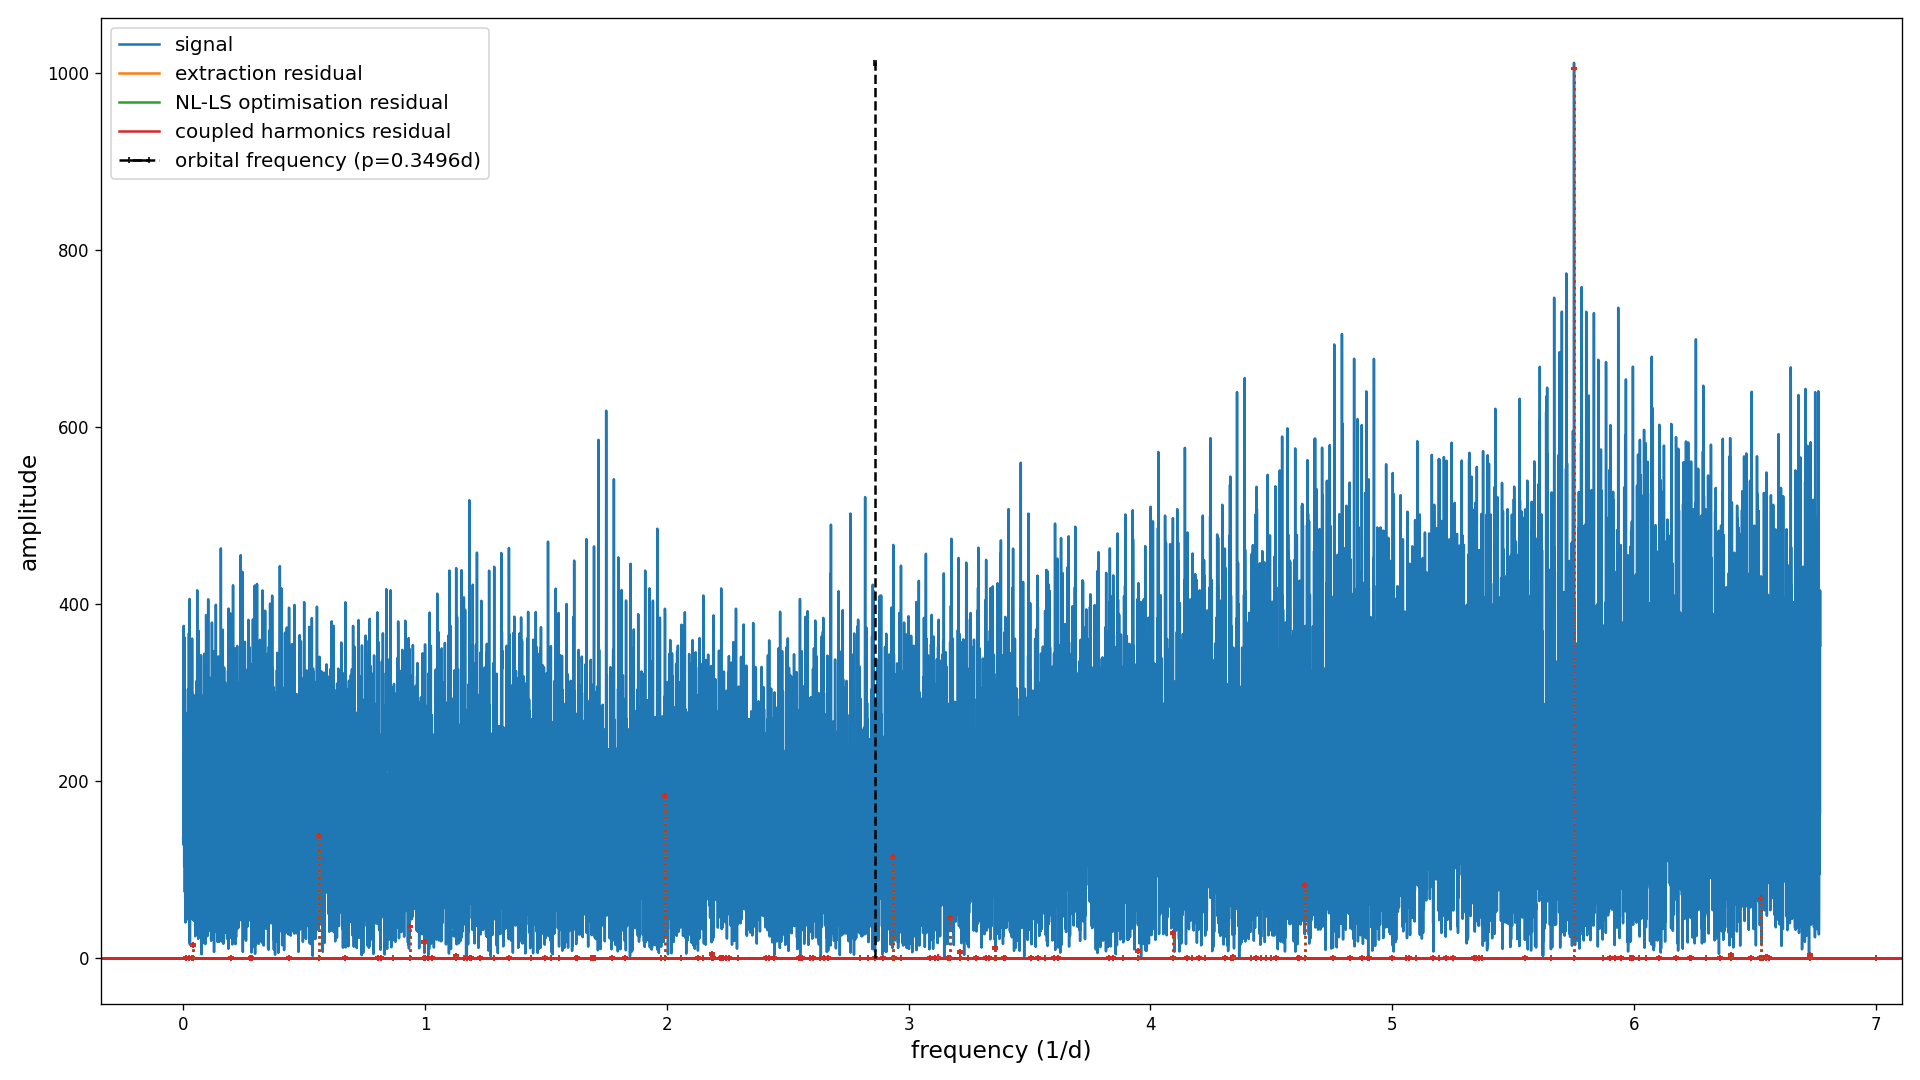 signal
extraction residual
NL-LS optimisation residual
coupled harmonics residual
orbital frequency (p=0.3496d)
amplitude
1000
800
600
400
200
0
0 1 2 3 4 5 6 7
frequency (1/d)